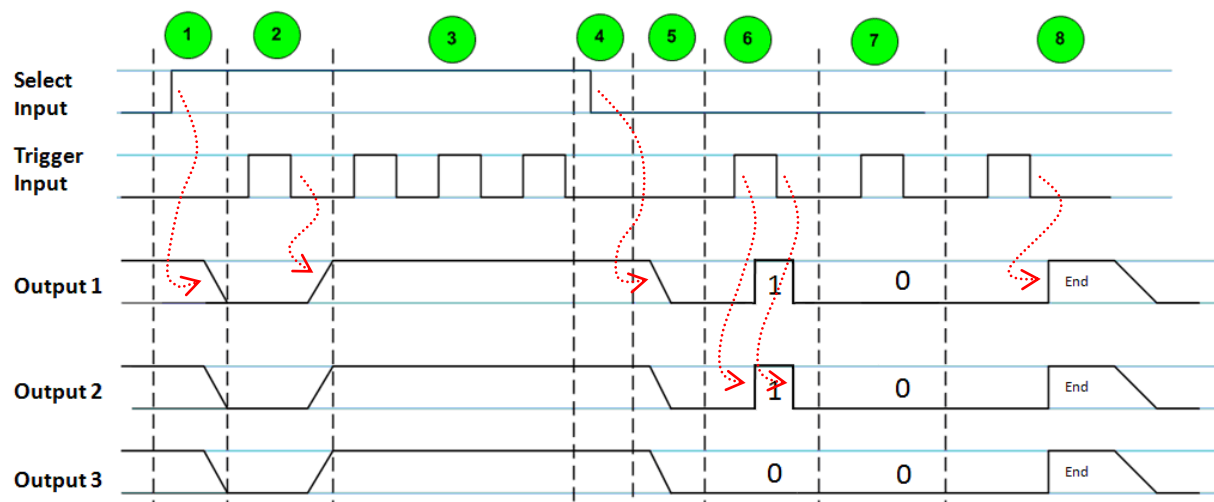 1 2 3 4 5 6 7 8
Select
Input
Trigger
Input
Output 1
1 0 End
Output 2
1 0 End
Output 3
0 0 End